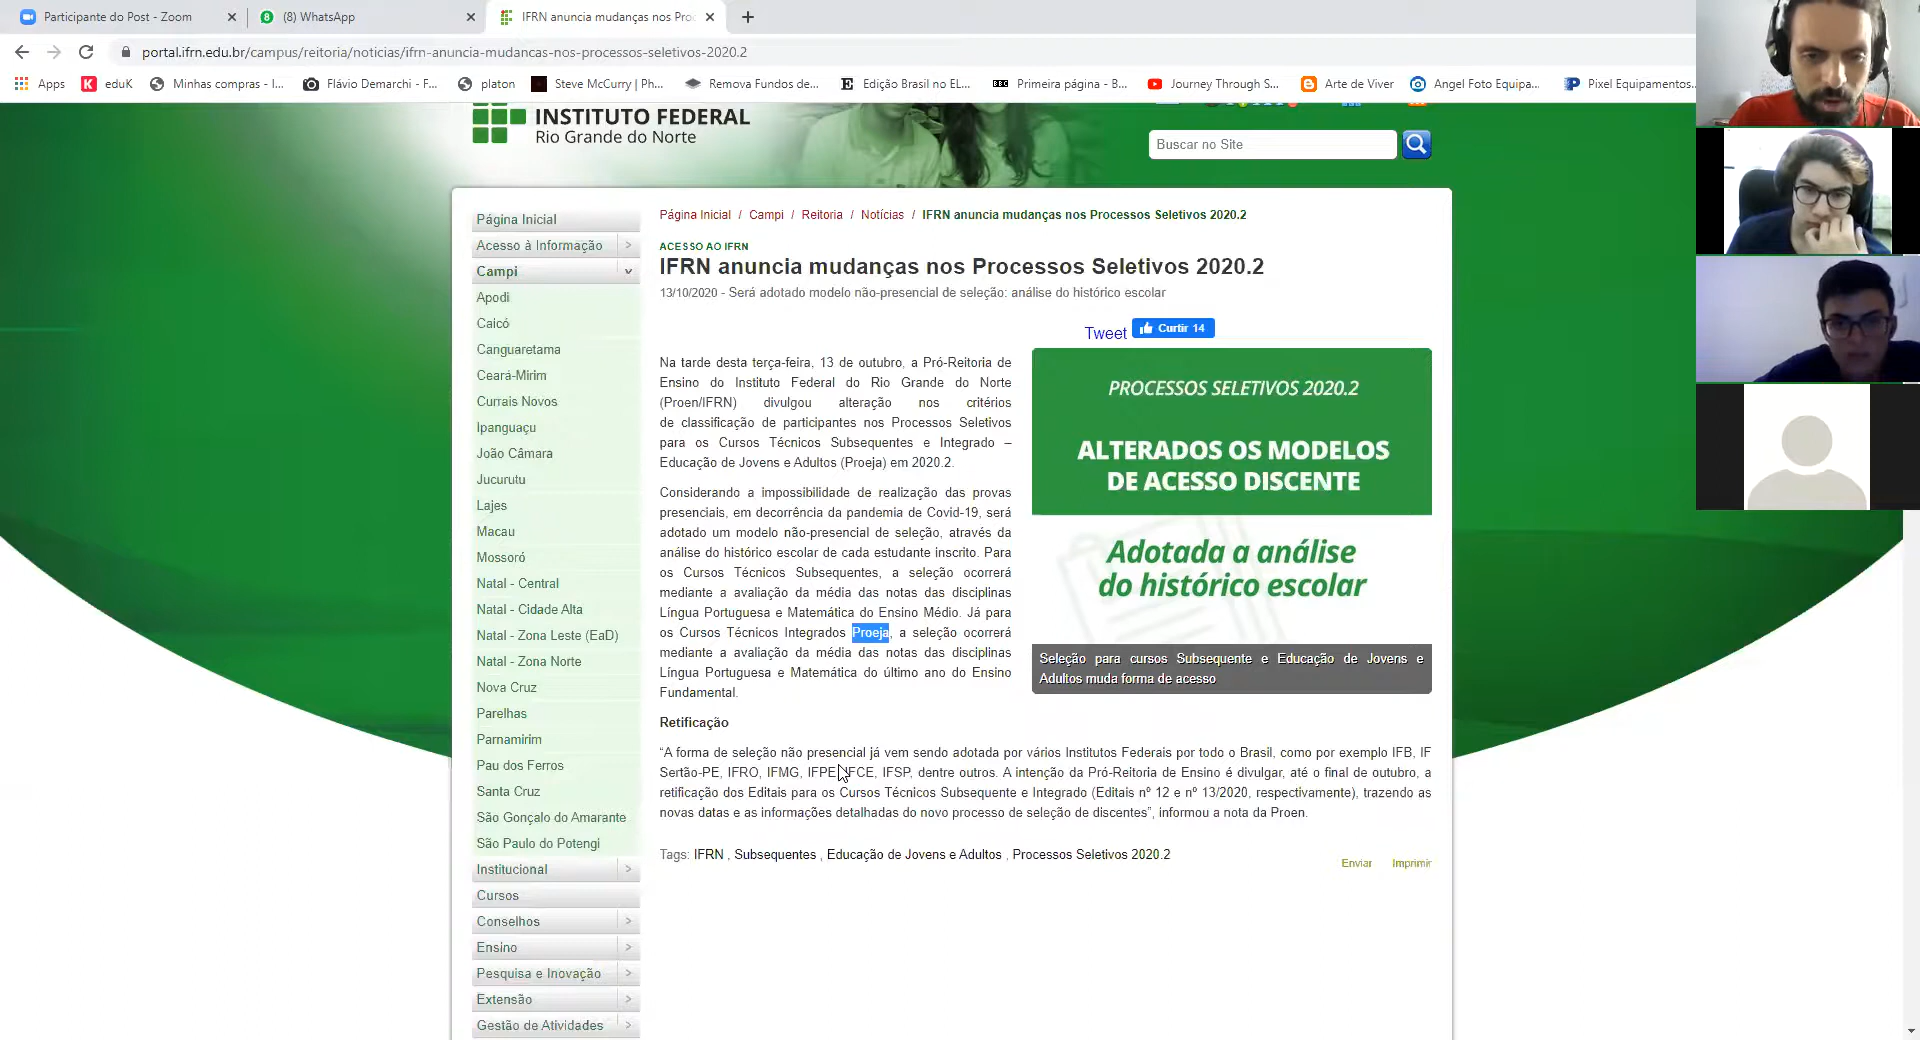 Participante do Post - Zoom
(8) WhatsApp
IFRN anuncia mudanças nos Proc
portal.ifrn.edu.br/campus/reitoria/noticias/ifrn-anuncia-mudancas-nos-processos-seletivos-2020.2
Apps
eduK
Minhas compras - I...
Flávio Demarchi - F...
platon
Steve McCurry | Ph...
Remova Fundos de...
Edição Brasil no EL...
Primeira página - B...
Journey Through S...
Arte de Viver
Angel Foto Equipa...
Pixel Equipamentos...
INSTITUTO FEDERAL
Rio Grande do Norte
Buscar no Site
Página Inicial
Acesso à Informação
Campi
Apodi
Caicó
Canguaretama
Ceará-Mirim
Currais Novos
Ipanguaçu
João Câmara
Jucurutu
Lajes
Macau
Mossoró
Natal - Central
Natal - Cidade Alta
Natal - Zona Leste (EaD)
Natal - Zona Norte
Nova Cruz
Parelhas
Parnamirim
Pau dos Ferros
Santa Cruz
São Gonçalo do Amarante
São Paulo do Potengi
Institucional
Cursos
Conselhos
Ensino
Pesquisa e Inovação
Extensão
Gestão de Atividades
Página Inicial / Campi / Reitoria / Notícias / IFRN anuncia mudanças nos Processos Seletivos 2020.2
ACESSO AO IFRN
IFRN anuncia mudanças nos Processos Seletivos 2020.2
13/10/2020 - Será adotado modelo não-presencial de seleção: análise do histórico escolar
Tweet
Curtir 14
Na tarde desta terça-feira, 13 de outubro, a Pró-Reitoria de
Ensino do Instituto Federal do Rio Grande do Norte
(Proen/IFRN) divulgou alteração nos critérios
de classificação de participantes nos Processos Seletivos
para os Cursos Técnicos Subsequentes e Integrado –
Educação de Jovens e Adultos (Proeja) em 2020.2.
Considerando a impossibilidade de realização das provas
presenciais, em decorrência da pandemia de Covid-19, será
adotado um modelo não-presencial de seleção, através da
análise do histórico escolar de cada estudante inscrito. Para
os Cursos Técnicos Subsequentes, a seleção ocorrerá
mediante a avaliação da média das notas das disciplinas
Língua Portuguesa e Matemática do Ensino Médio. Já para
os Cursos Técnicos Integrados Proeja, a seleção ocorrerá
mediante a avaliação da média das notas das disciplinas
Língua Portuguesa e Matemática do último ano do Ensino
Fundamental.
PROCESSOS SELETIVOS 2020.2
ALTERADOS OS MODELOS
DE ACESSO DISCENTE
Adotada a análise
do histórico escolar
Seleção para cursos Subsequente e Educação de Jovens e
Adultos muda forma de acesso
Retificação
“A forma de seleção não presencial já vem sendo adotada por vários Institutos Federais por todo o Brasil, como por exemplo IFB, IF
Sertão-PE, IFRO, IFMG, IFPE, IFCE, IFSP, dentre outros. A intenção da Pró-Reitoria de Ensino é divulgar, até o final de outubro, a
retificação dos Editais para os Cursos Técnicos Subsequente e Integrado (Editais nº 12 e nº 13/2020, respectivamente), trazendo as
novas datas e as informações detalhadas do novo processo de seleção de discentes”, informou a nota da Proen.
Tags: IFRN , Subsequentes , Educação de Jovens e Adultos , Processos Seletivos 2020.2
Enviar
Imprimir